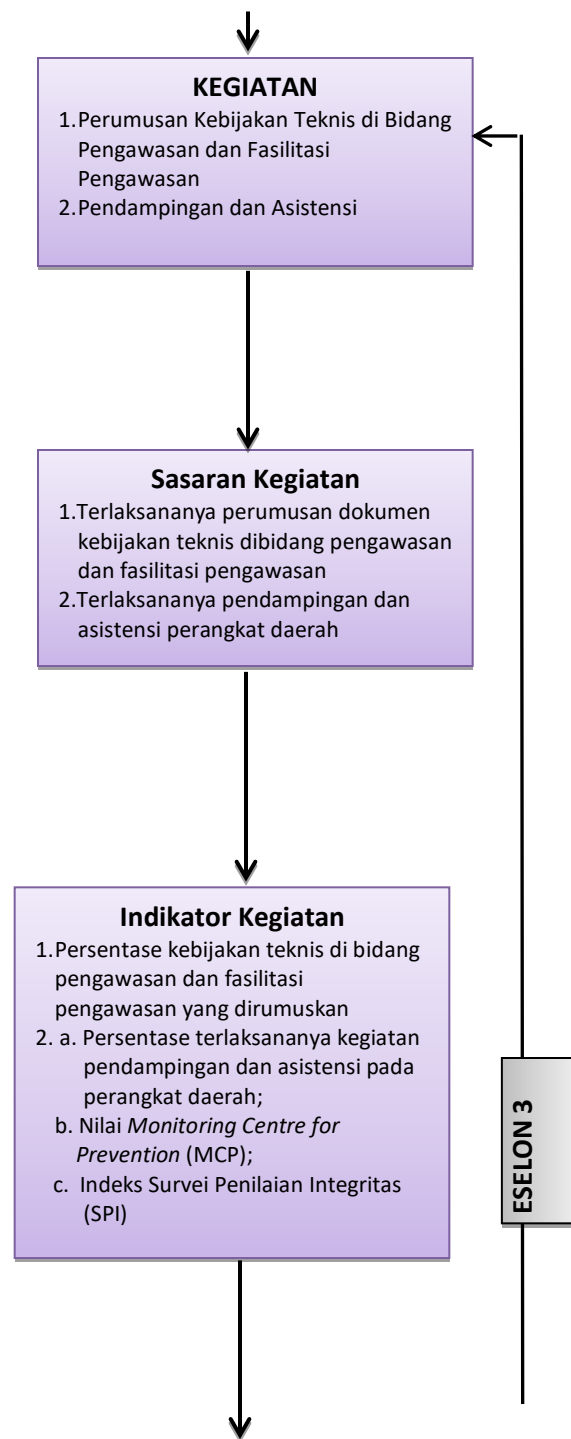 KEGIATAN
1.Perumusan Kebijakan Teknis di Bidang
Pengawasan dan Fasilitasi
Pengawasan
2.Pendampingan dan Asistensi
Sasaran Kegiatan
1.Terlaksananya perumusan dokumen
kebijakan teknis dibidang pengawasan
dan fasilitasi pengawasan
2.Terlaksananya pendampingan dan
asistensi perangkat daerah
Indikator Kegiatan
1.Persentase kebijakan teknis di bidang
pengawasan dan fasilitasi
pengawasan yang dirumuskan
2. a. Persentase terlaksananya kegiatan
pendampingan dan asistensi pada
perangkat daerah;
b. Nilai Monitoring Centre for
Prevention (MCP);
c. Indeks Survei Penilaian Integritas
(SPI)
ESELON 3